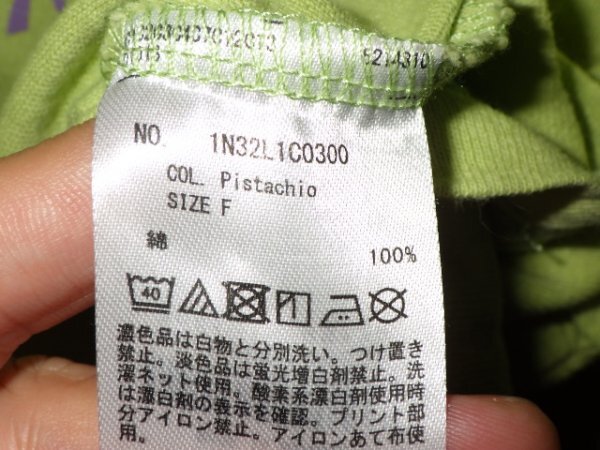 5214310
NO. 1N32L1C0300
COL. Pistachio
SIZE F
綿 100%
40
濃色品は白物と分別洗い。つけ置き
禁止。淡色品は蛍光増白剤禁止。洗
濯ネット使用。酸素系漂白剤使用時
は漂白剤の表示を確認。プリント部
分アイロン禁止。アイロンあて布使
用。